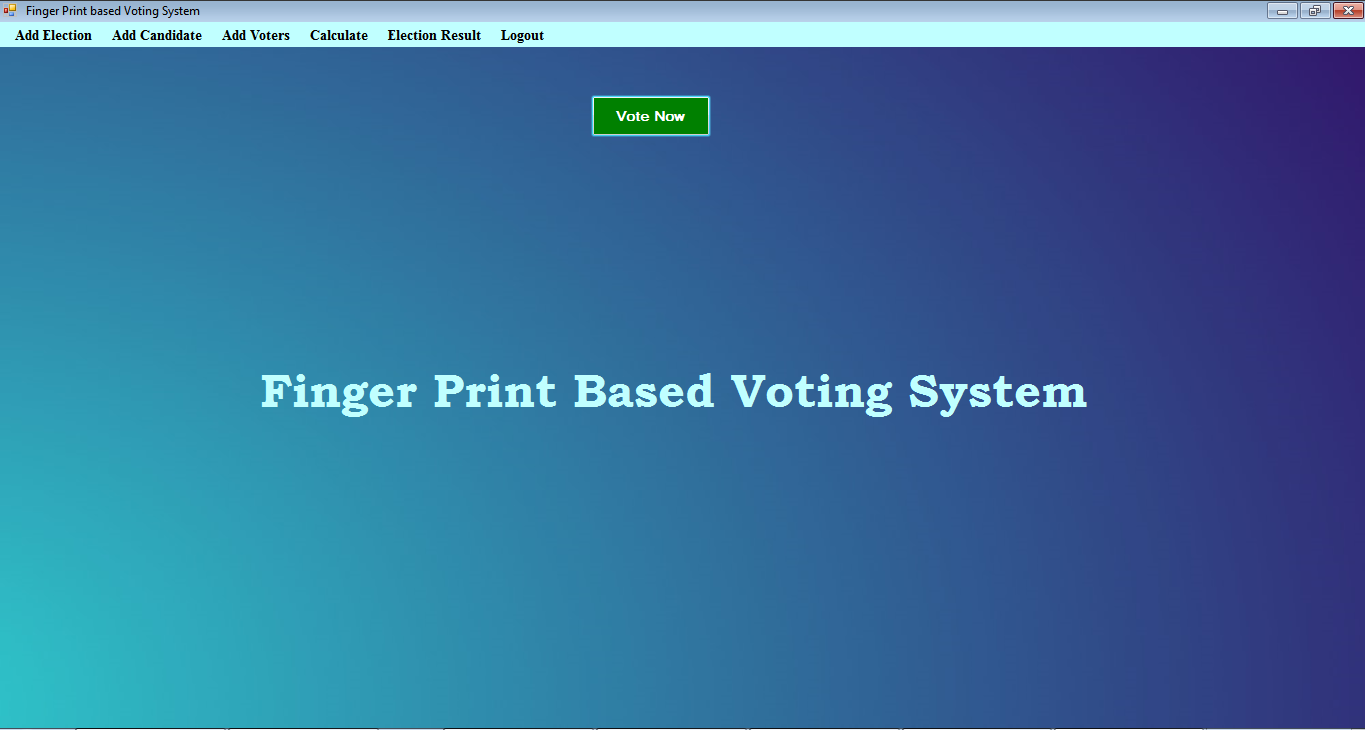 Finger Print based Voting System
Add Election Add Candidate Add Voters Calculate Election Result Logout
Vote Now
Finger Print Based Voting System